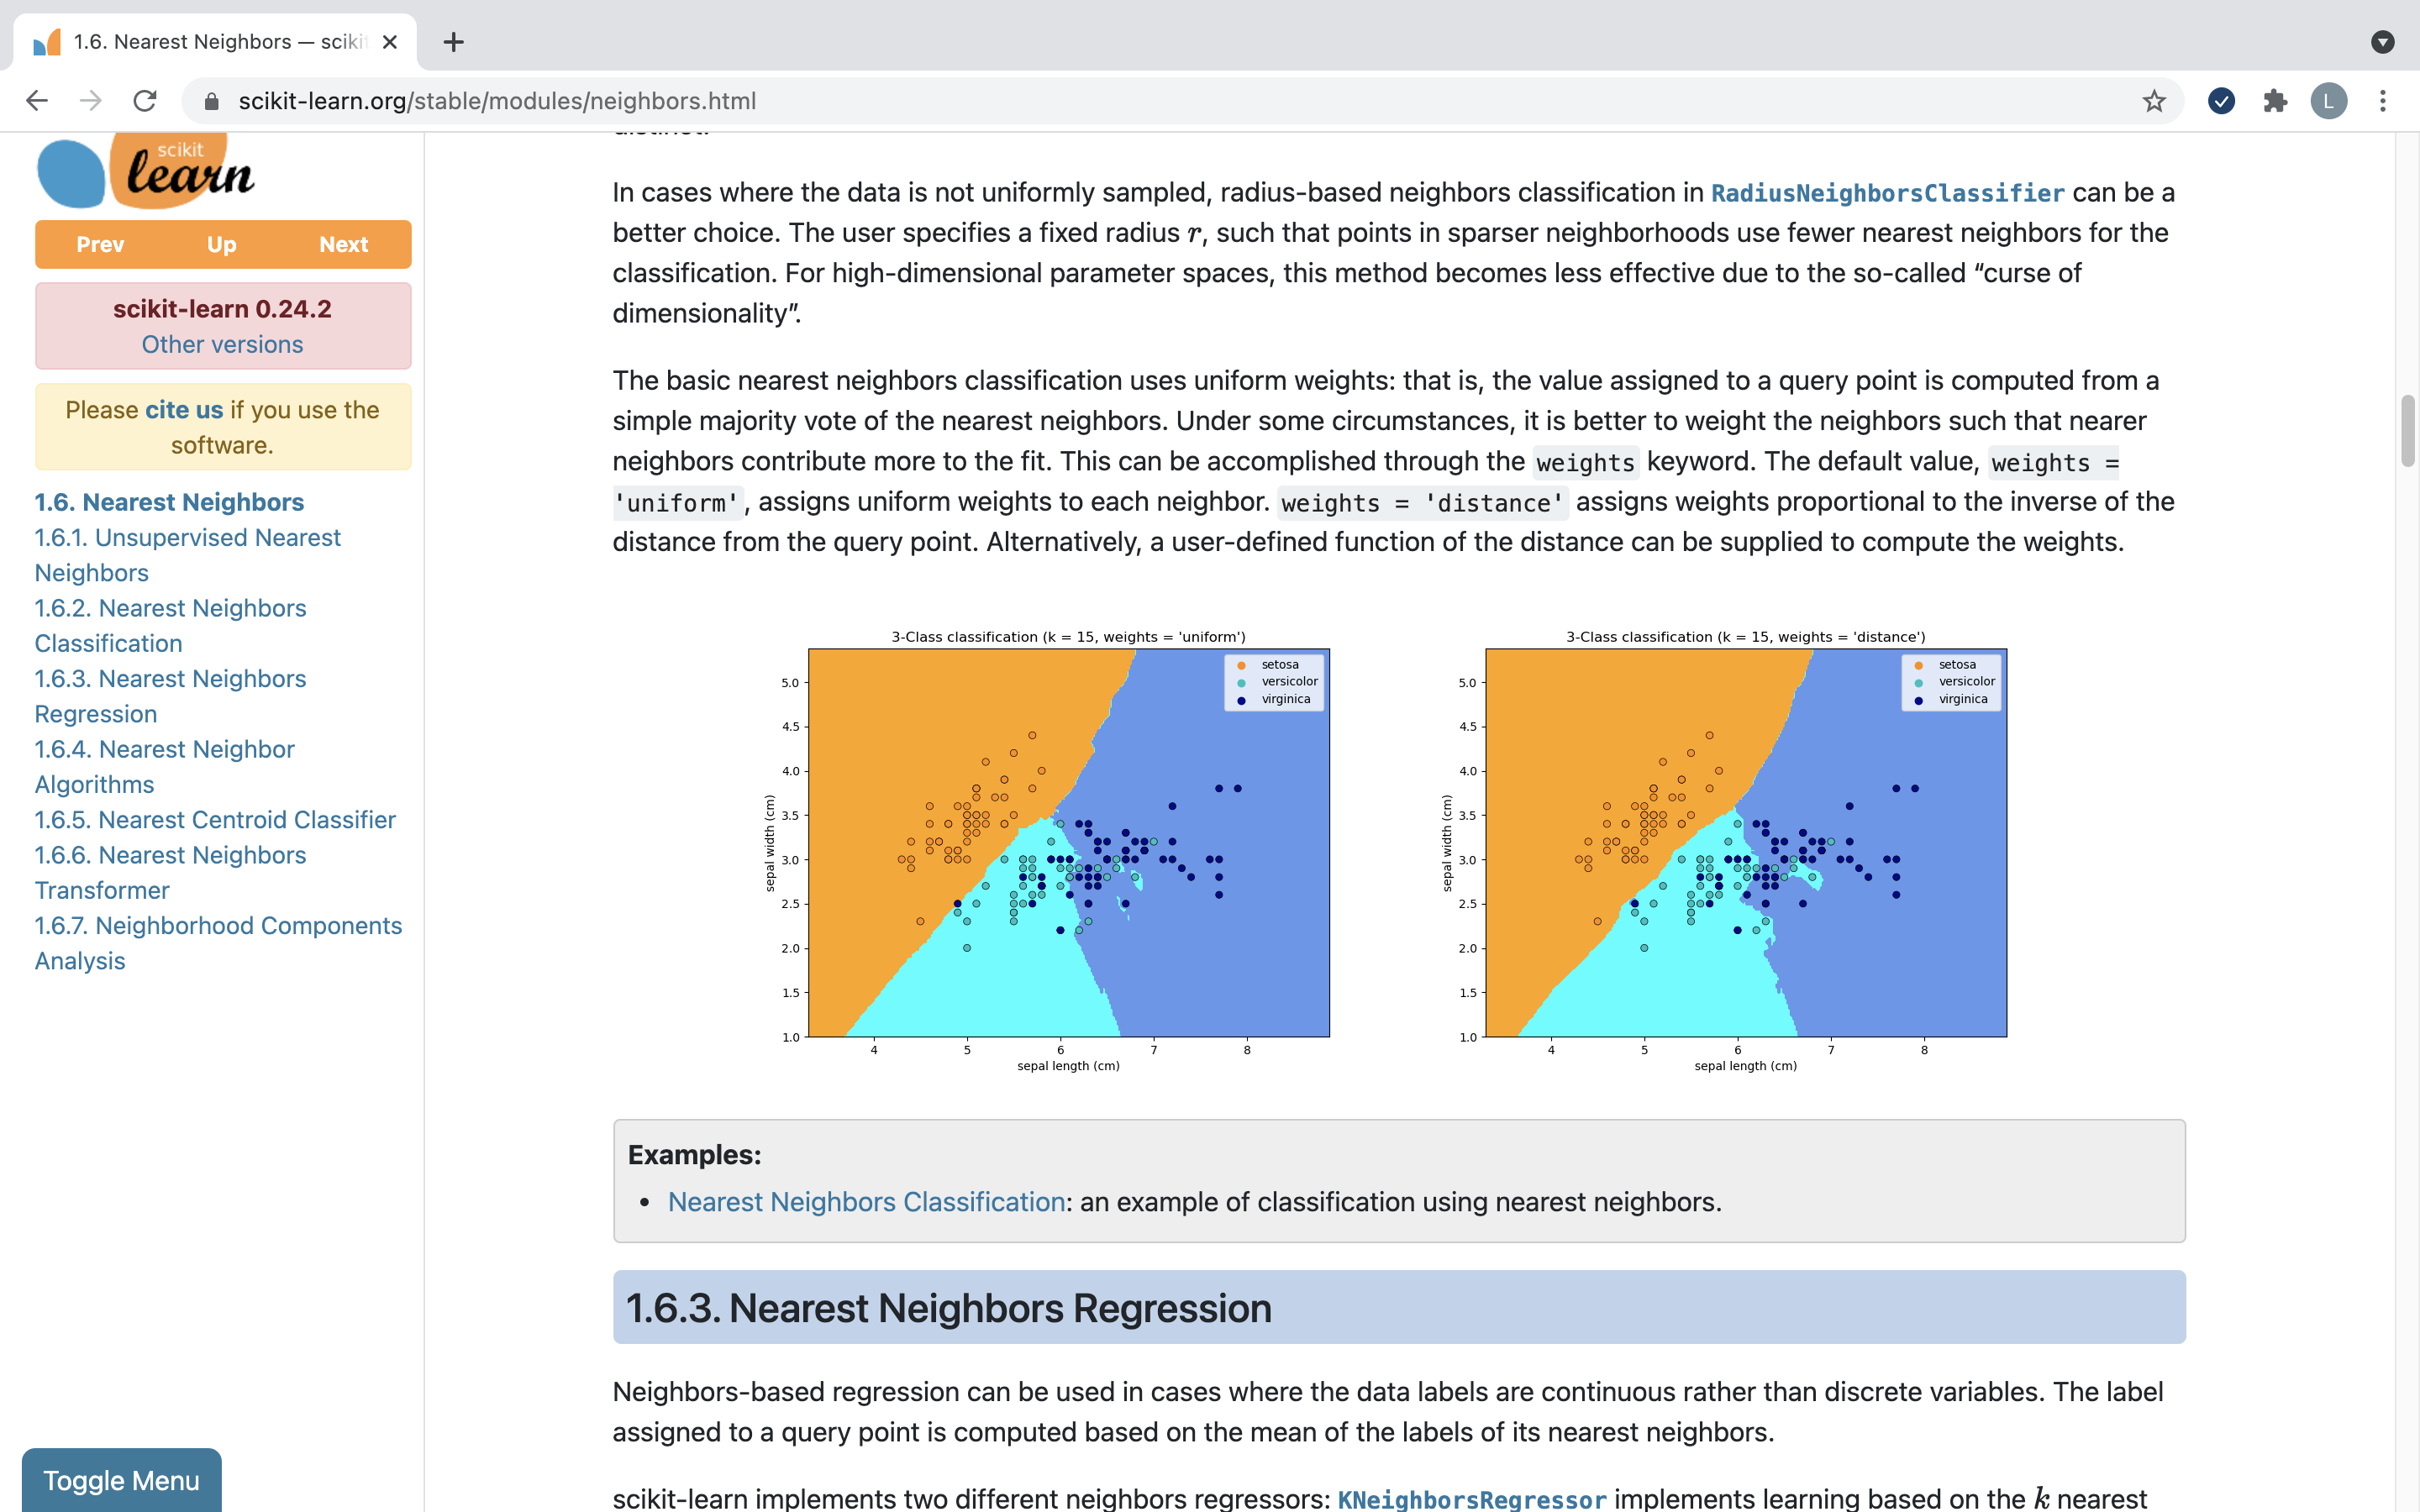 1.6. Nearest Neighbors — sciki
scikit-learn.org/stable/modules/neighbors.html
L
scikit
learn
Prev Up Next
scikit-learn 0.24.2
Other versions
Please cite us if you use the
software.
1.6. Nearest Neighbors
1.6.1. Unsupervised Nearest
Neighbors
1.6.2. Nearest Neighbors
Classification
1.6.3. Nearest Neighbors
Regression
1.6.4. Nearest Neighbor
Algorithms
1.6.5. Nearest Centroid Classifier
1.6.6. Nearest Neighbors
Transformer
1.6.7. Neighborhood Components
Analysis
Toggle Menu
In cases where the data is not uniformly sampled, radius-based neighbors classification in RadiusNeighborsClassifier can be a
better choice. The user specifies a fixed radius r, such that points in sparser neighborhoods use fewer nearest neighbors for the
classification. For high-dimensional parameter spaces, this method becomes less effective due to the so-called “curse of
dimensionality”.
The basic nearest neighbors classification uses uniform weights: that is, the value assigned to a query point is computed from a
simple majority vote of the nearest neighbors. Under some circumstances, it is better to weight the neighbors such that nearer
neighbors contribute more to the fit. This can be accomplished through the weights keyword. The default value, weights =
'uniform', assigns uniform weights to each neighbor. weights = 'distance' assigns weights proportional to the inverse of the
distance from the query point. Alternatively, a user-defined function of the distance can be supplied to compute the weights.
3-Class classification (k = 15, weights = 'uniform')
setosa
versicolor
virginica
5.0
4.5
4.0
3.5
3.0
2.5
2.0
1.5
1.0
sepal width (cm)
4 5 6 7 8
sepal length (cm)
3-Class classification (k = 15, weights = 'distance')
setosa
versicolor
virginica
5.0
4.5
4.0
3.5
3.0
2.5
2.0
1.5
1.0
sepal width (cm)
4 5 6 7 8
sepal length (cm)
Examples:
• Nearest Neighbors Classification: an example of classification using nearest neighbors.
1.6.3. Nearest Neighbors Regression
Neighbors-based regression can be used in cases where the data labels are continuous rather than discrete variables. The label
assigned to a query point is computed based on the mean of the labels of its nearest neighbors.
scikit-learn implements two different neighbors regressors: KNeighborsRegressor implements learning based on the k nearest